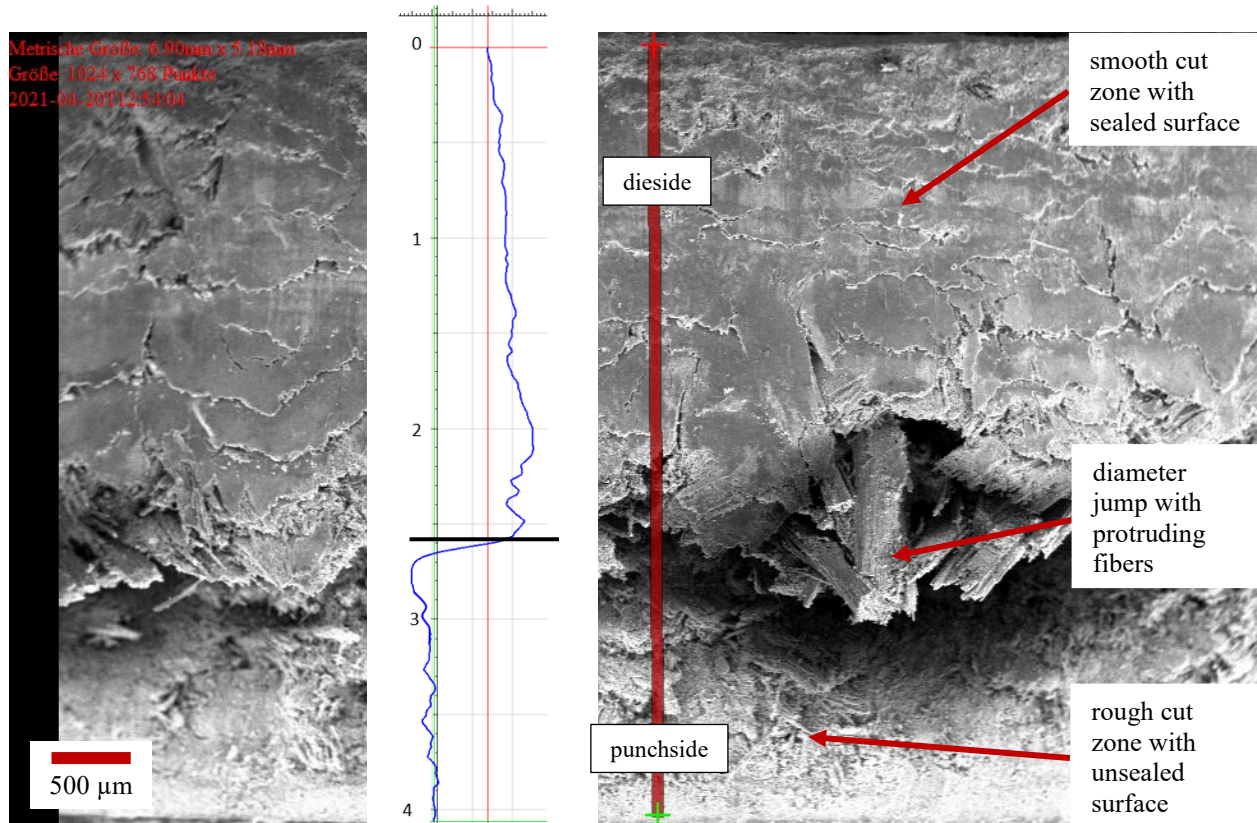 Metrische Größe: 6.90mm x 5.18mm
Größe: 1024 x 768 Punkte
2021-04-20T12:54:04
0
1
2
3
4
500 µm
dieside
punchside
smooth cut
zone with
sealed surface
diameter
jump with
protruding
fibers
rough cut
zone with
unsealed
surface